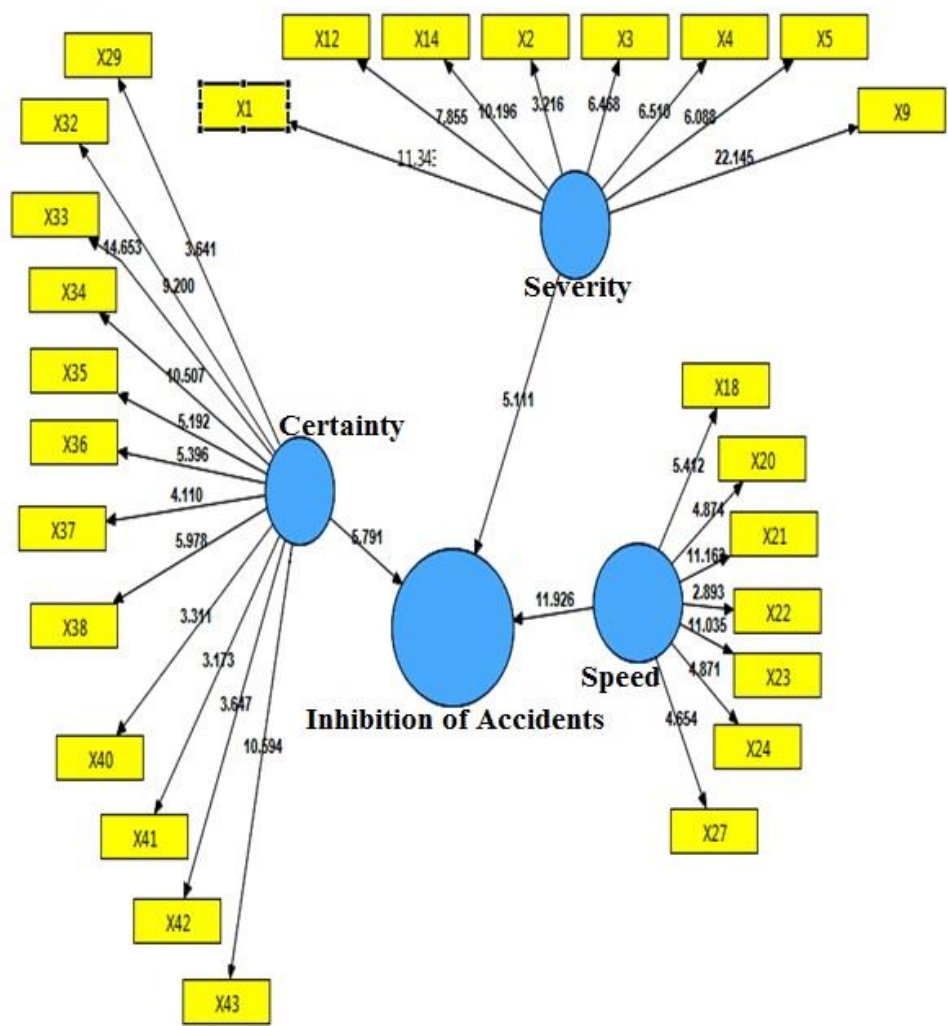 X12
X14
X2
X3
X4
X5
X29
X1
X9
X32
7.855
10.196
3.216
6.468
6.510
6.088
22.145
11.343
X33
14.653
9.200
3.641
X34
Severity
X35
10.507
5.192
5.111
X18
Certainty
X36
5.396
5.412
X20
4.874
X37
4.110
X21
11.163
5.978
5.791
2.893
X22
X38
11.926
11.035
X23
3.311
4.871
Speed
3.173
4.654
X24
3.647
Inhibition of Accidents
10.594
X40
X27
X41
X42
X43